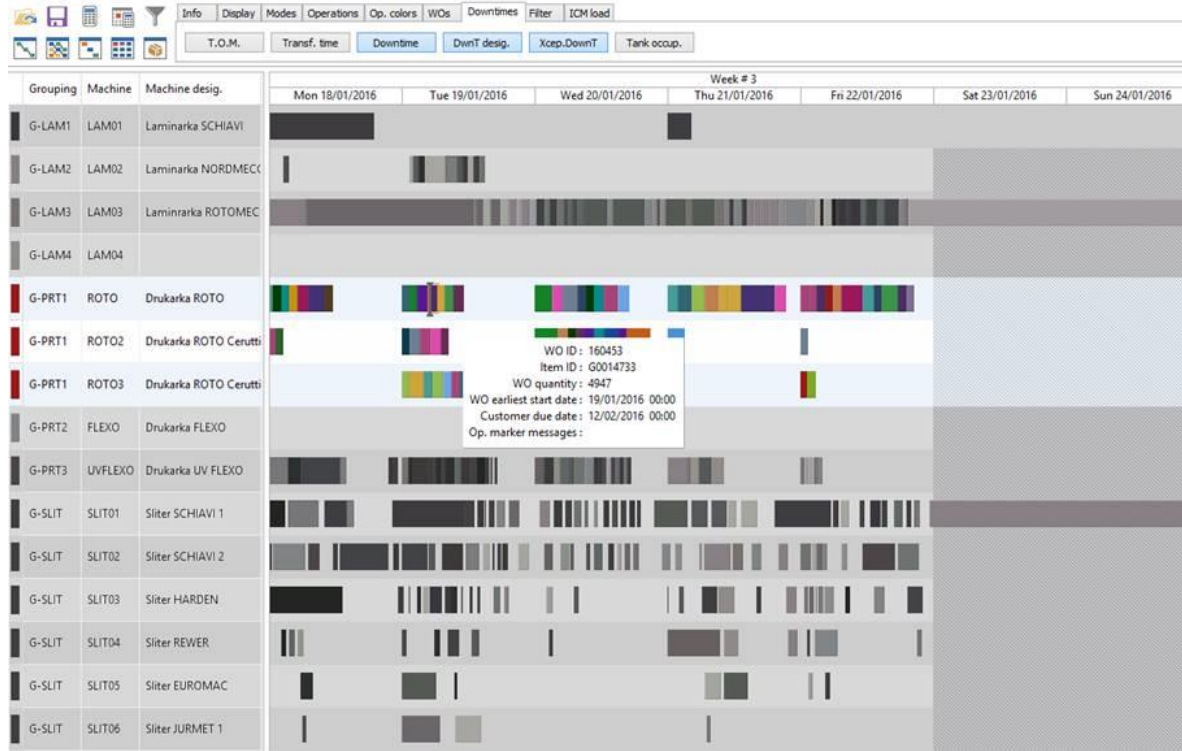 Info Display Modes Operations Op. colors WOs Downtimes Filter ICM load
T.O.M. Transf. time Downtime DwnT desig. Xcep.DownT Tank occup.
Week # 3
Grouping Machine Machine desig. Mon 18/01/2016 Tue 19/01/2016 Wed 20/01/2016 Thu 21/01/2016 Fri 22/01/2016 Sat 23/01/2016 Sun 24/01/2016
G-LAM1 LAM01 Laminarka SCHIAVI
G-LAM2 LAM02 Laminarka NORDMECC
G-LAM3 LAM03 Laminrarka ROTOMEC
G-LAM4 LAM04
G-PRT1 ROTO Drukarka ROTO
G-PRT1 ROTO2 Drukarka ROTO Cerutti
G-PRT1 ROTO3 Drukarka ROTO Cerutti
WO ID : 160453
Item ID : G0014733
WO quantity : 4947
WO earliest start date : 19/01/2016 00:00
Customer due date : 12/02/2016 00:00
Op. marker messages :
G-PRT2 FLEXO Drukarka FLEXO
G-PRT3 UVFLEXO Drukarka UV FLEXO
G-SLIT SLIT01 Sliter SCHIAVI 1
G-SLIT SLIT02 Sliter SCHIAVI 2
G-SLIT SLIT03 Sliter HARDEN
G-SLIT SLIT04 Sliter REWER
G-SLIT SLIT05 Sliter EUROMAC
G-SLIT SLIT06 Sliter JURMET 1